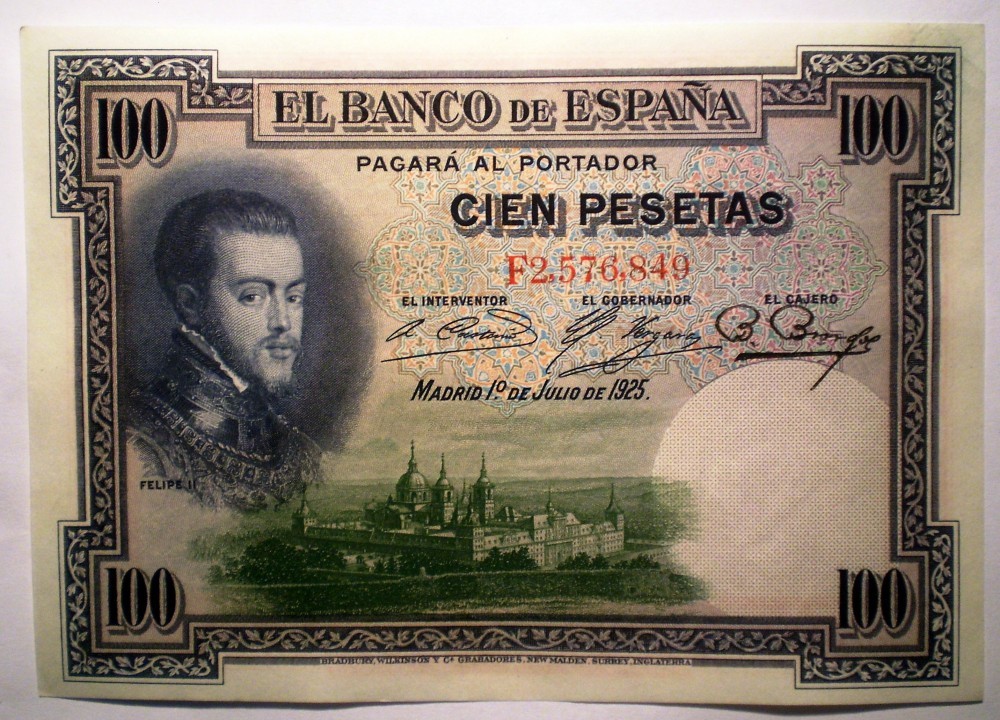 100 EL BANCO DE ESPAÑA 100
PAGARÁ AL PORTADOR
CIEN PESETAS
F2,576,849
EL INTERVENTOR EL GOBERNADOR EL CAJERO
MADRID 1.º DE JULIO DE 1925.
FELIPE II
100 100
BRADBURY, WILKINSON Y Cª GRABADORES, NEW MALDEN, SURREY, INGLATERRA